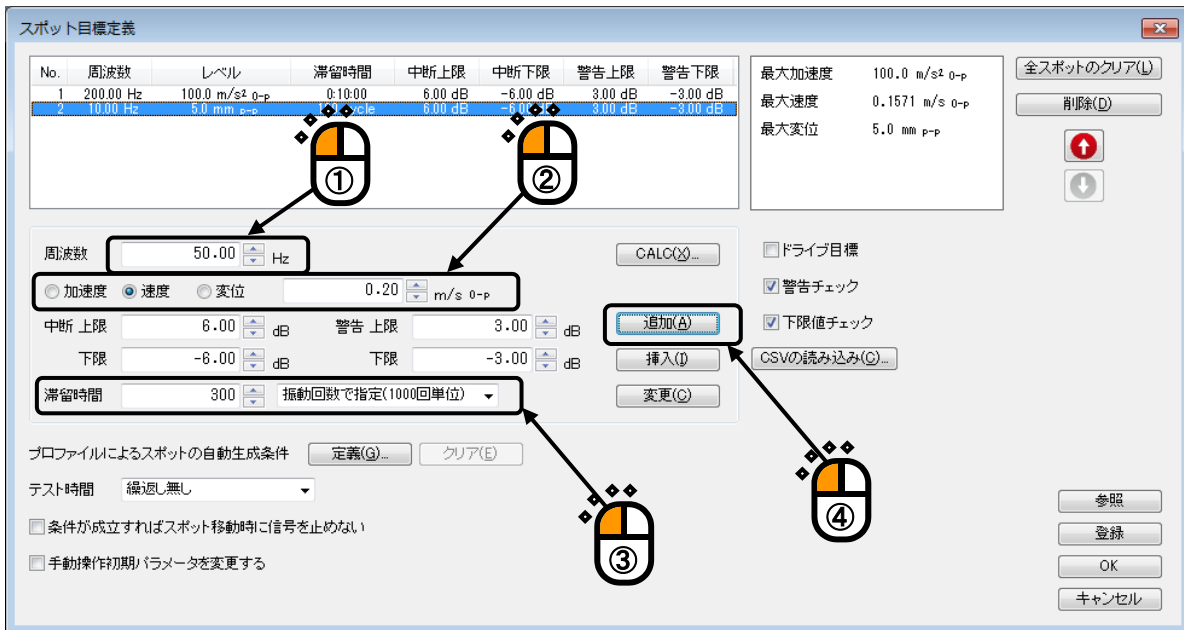 スポット目標定義
No. 周波数 レベル 滞留時間 中断上限 中断下限 警告上限 警告下限
1 200.00 Hz 100.0 m/s² 0-p 0:10:00 6.00 dB -6.00 dB 3.00 dB -3.00 dB
2 10.00 Hz 5.0 mm p-p cycle 6.00 dB -6.00 dB 3.00 dB -3.00 dB
最大加速度 100.0 m/s² 0-p
最大速度 0.1571 m/s 0-p
最大変位 5.0 mm p-p
全スポットのクリア(L)
削除(D)
① ②
周波数 50.00 Hz CALC(X)...
加速度 速度 変位 0.20 m/s 0-p
中断 上限 6.00 dB 警告 上限 3.00 dB 追加(A)
下限 -6.00 dB 下限 -3.00 dB 挿入(I)
滞留時間 300 振動回数で指定(1000回単位) 変更(C)
ドライブ目標
警告チェック
下限値チェック
CSVの読み込み(C)...
プロファイルによるスポットの自動生成条件 定義(G)... クリア(E)
テスト時間 繰返し無し
条件が成立すればスポット移動時に信号を止めない
手動操作初期パラメータを変更する
③ ④
参照
登録
OK
キャンセル